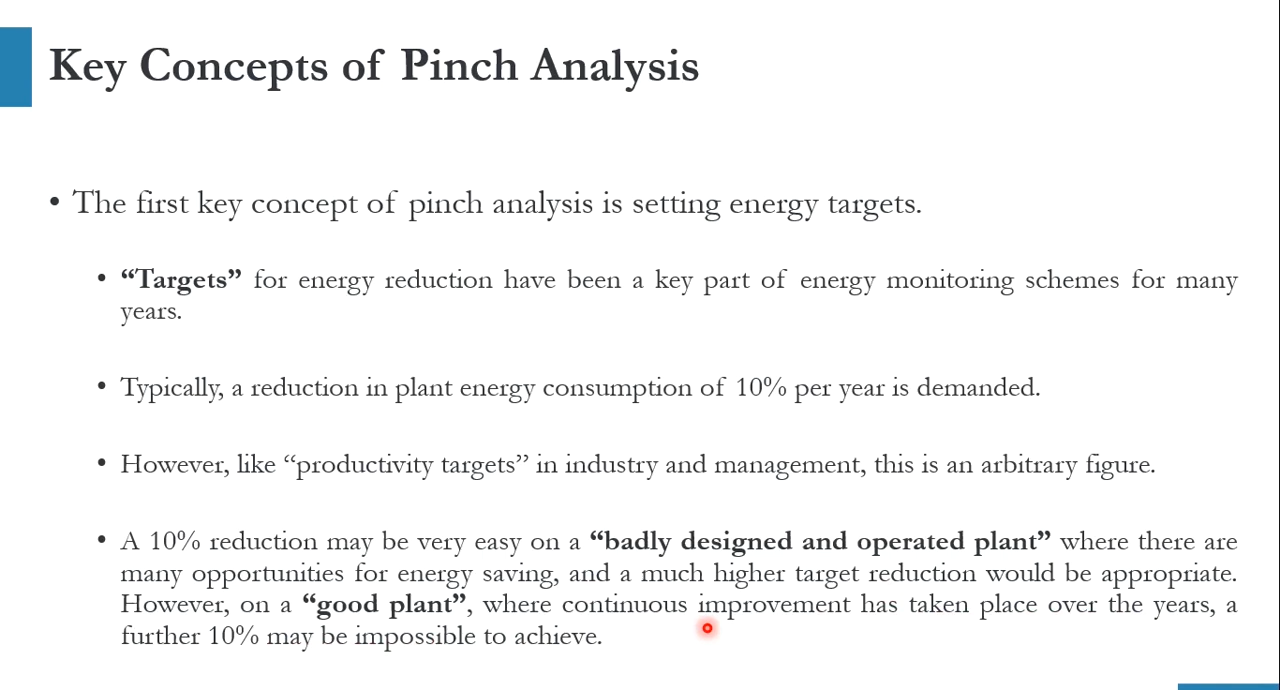 Key Concepts of Pinch Analysis
• The first key concept of pinch analysis is setting energy targets.
• “Targets” for energy reduction have been a key part of energy monitoring schemes for many
years.
• Typically, a reduction in plant energy consumption of 10% per year is demanded.
• However, like “productivity targets” in industry and management, this is an arbitrary figure.
• A 10% reduction may be very easy on a “badly designed and operated plant” where there are
many opportunities for energy saving, and a much higher target reduction would be appropriate.
However, on a “good plant”, where continuous improvement has taken place over the years, a
further 10% may be impossible to achieve.